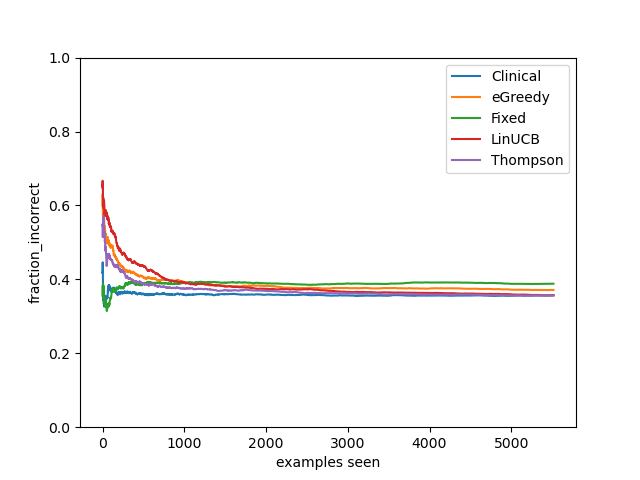 1.0
0.8
0.6
0.4
0.2
0.0
fraction_incorrect
0
1000
2000
3000
4000
5000
examples seen
Clinical
eGreedy
Fixed
LinUCB
Thompson